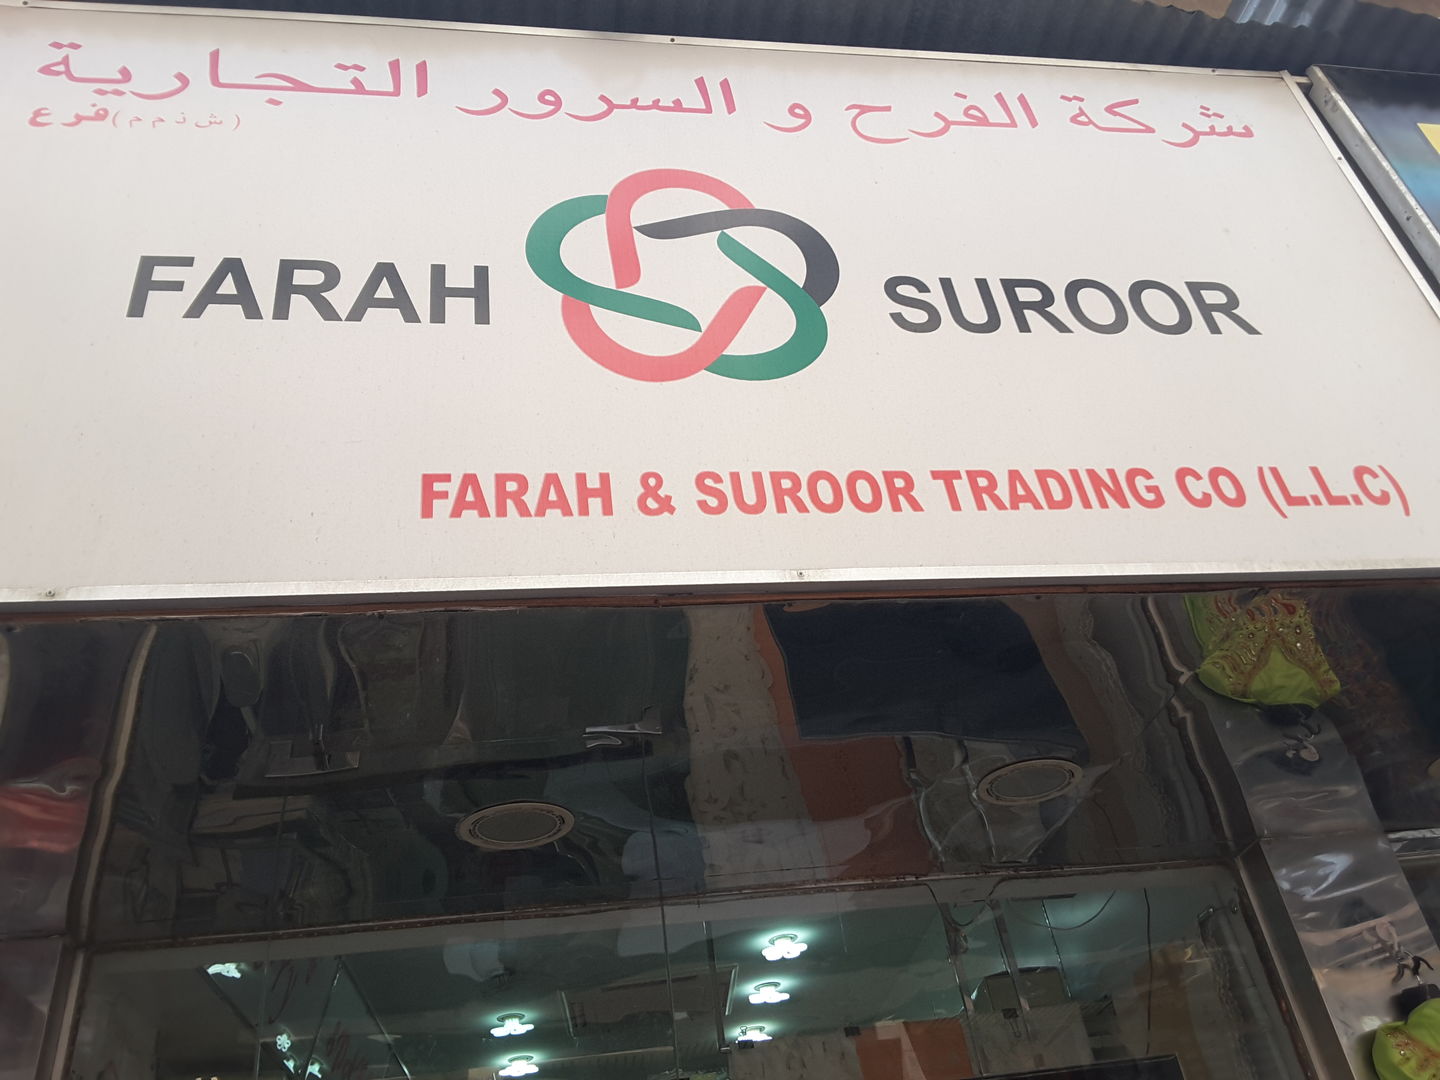 شركة الفرح و السرور التجارية
(ش ذ م م) فرع
FARAH SUROOR
FARAH & SUROOR TRADING CO (L.L.C)